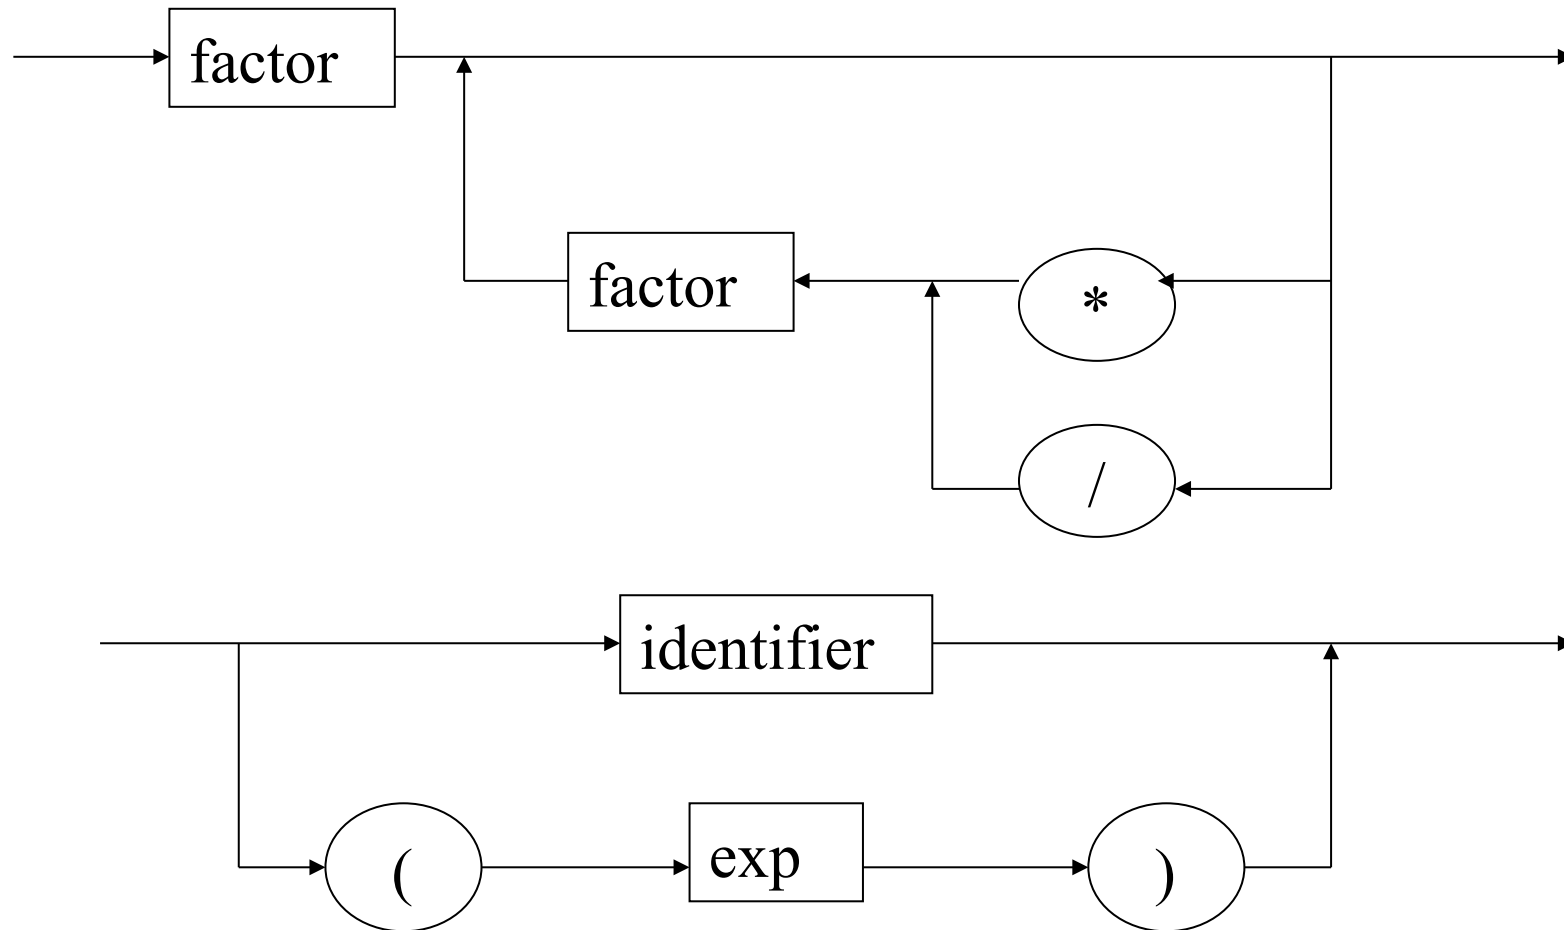 factor
factor
*
/
identifier
(
exp
)